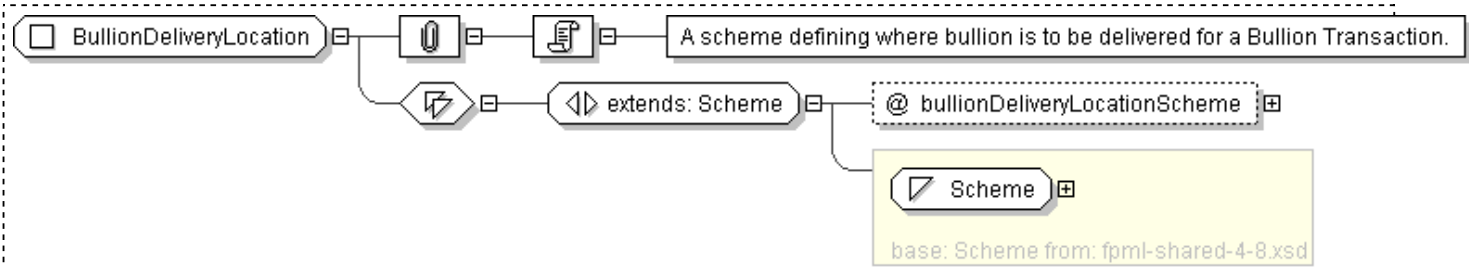 BullionDeliveryLocation
A scheme defining where bullion is to be delivered for a Bullion Transaction.
extends: Scheme
@ bullionDeliveryLocationScheme
Scheme
base: Scheme from: fpml-shared-4-8.xsd